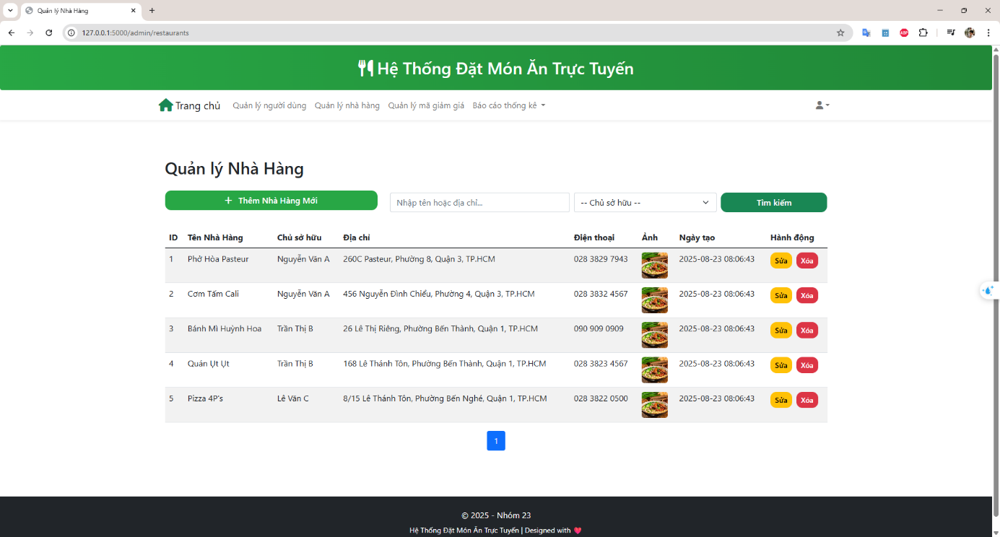 Quản lý Nhà Hàng
127.0.0.1:5000/admin/restaurants
ABP
Hệ Thống Đặt Món Ăn Trực Tuyến
Trang chủ Quản lý người dùng Quản lý nhà hàng Quản lý mã giảm giá Báo cáo thống kê
Quản lý Nhà Hàng
+ Thêm Nhà Hàng Mới Nhập tên hoặc địa chỉ... -- Chủ sở hữu -- Tìm kiếm
ID Tên Nhà Hàng Chủ sở hữu Địa chỉ Điện thoại Ảnh Ngày tạo Hành động
1 Phở Hòa Pasteur Nguyễn Văn A 260C Pasteur, Phường 8, Quận 3, TP.HCM 028 3829 7943 2025-08-23 08:06:43 Sửa Xóa
2 Cơm Tấm Cali Nguyễn Văn A 456 Nguyễn Đình Chiểu, Phường 4, Quận 3, TP.HCM 028 3832 4567 2025-08-23 08:06:43 Sửa Xóa
3 Bánh Mì Huỳnh Hoa Trần Thị B 26 Lê Thị Riêng, Phường Bến Thành, Quận 1, TP.HCM 090 909 0909 2025-08-23 08:06:43 Sửa Xóa
4 Quán Ụt Ụt Trần Thị B 168 Lê Thánh Tôn, Phường Bến Thành, Quận 1, TP.HCM 028 3823 4567 2025-08-23 08:06:43 Sửa Xóa
5 Pizza 4P's Lê Văn C 8/15 Lê Thánh Tôn, Phường Bến Nghé, Quận 1, TP.HCM 028 3822 0500 2025-08-23 08:06:43 Sửa Xóa
1
© 2025 - Nhóm 23
Hệ Thống Đặt Món Ăn Trực Tuyến | Designed with ❤